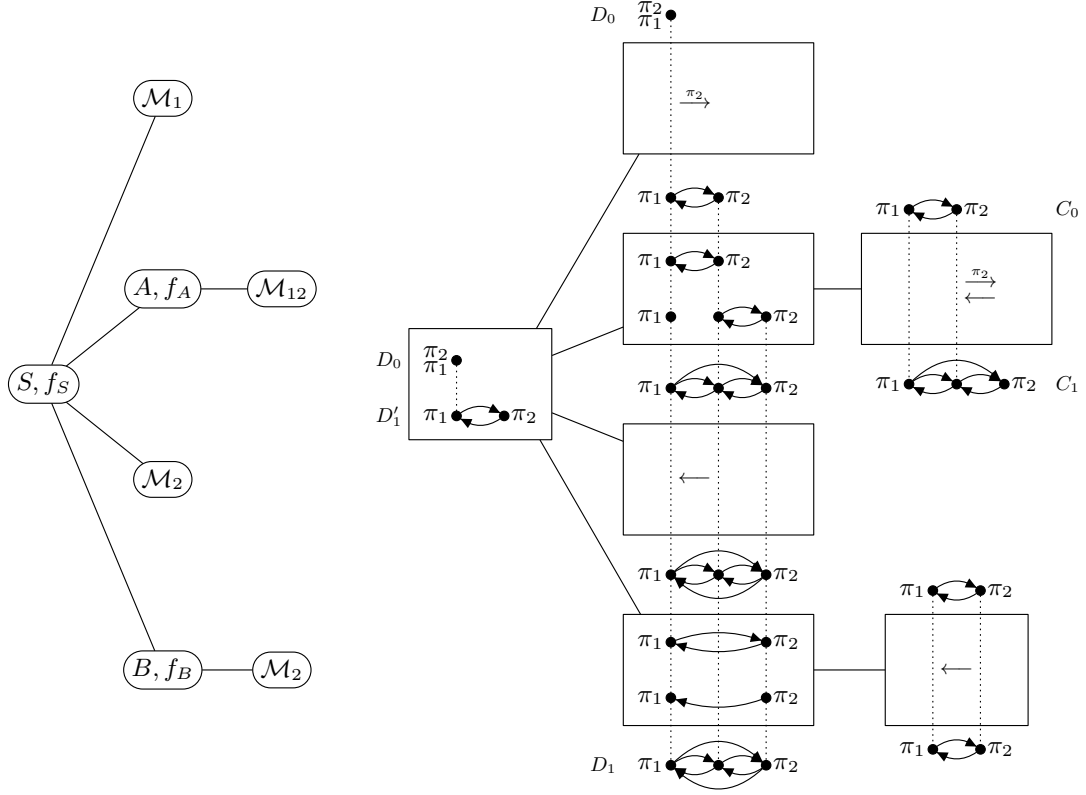 D₀ π₂
π₁
M₁
π₂
π₁ π₂
π₁ π₂ C₀
π₁ π₂
A, f_A M₁₂
π₂
π₁ π₂
D₀ π₂
π₁
S, f_S
π₁ π₂
π₁ π₂ C₁
D′₁ π₁ π₂
M₂
π₁ π₂
π₁ π₂
π₁ π₂
B, f_B M₂
π₁ π₂
π₁ π₂
D₁ π₁ π₂